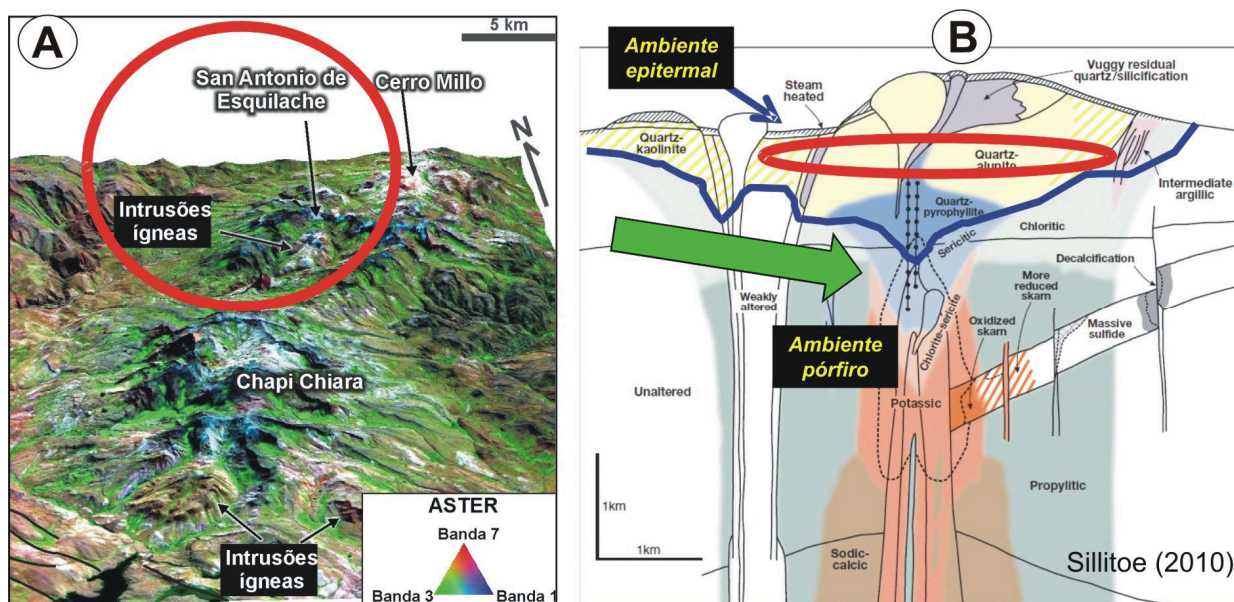 A
5 km
San Antonio de
Esquilache
Cerro Millo
N
Intrusões
ígneas
Chapi Chiara
Intrusões
ígneas
ASTER
Banda 7
Banda 3
Banda 1
B
Ambiente
epitermal
Steam
heated
Vuggy residual
quartz/silicification
Quartz-
kaolinite
Quartz-
alunite
Intermediate
argillic
Quartz-
pyrophyllite
Chloritic
Sericitic
Decalcification
More
reduced
skarn
Weakly
altered
Oxidized
skarn
Massive
sulfide
Chlorite-sericite
Ambiente
pórfiro
Unaltered
Potassic
Propylitic
1km
1km
Sodic-
calcic
Sillitoe (2010)